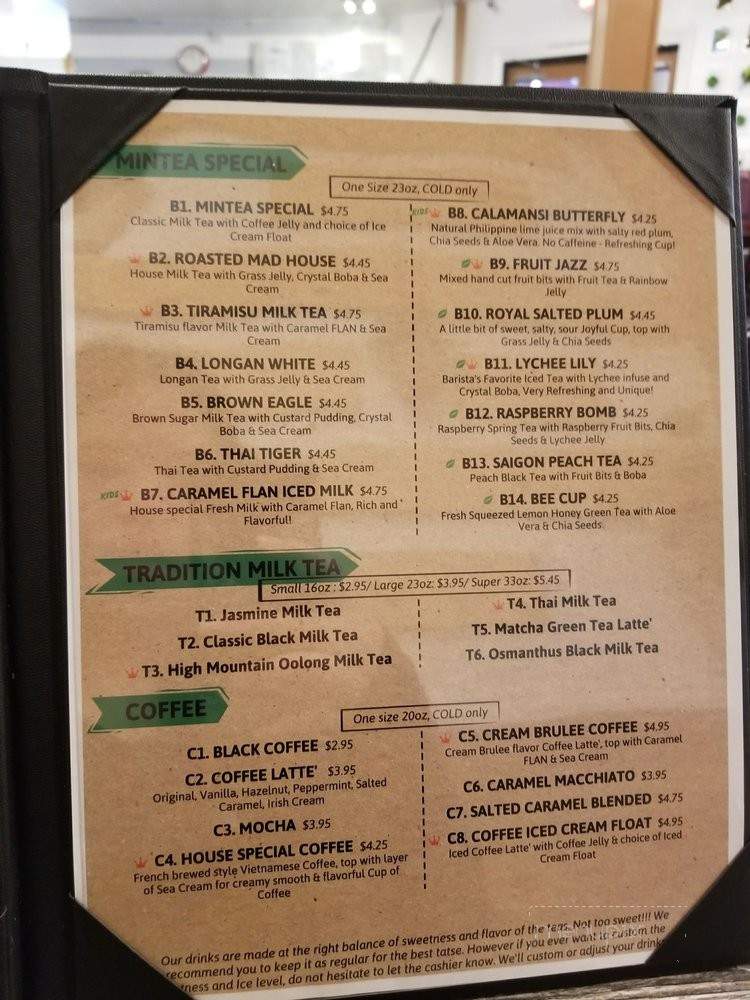 MINTEA SPECIAL
One Size 23oz, COLD only
B1. MINTEA SPECIAL $4.75
Classic Milk Tea with Coffee Jelly and choice of Ice
Cream Float
B2. ROASTED MAD HOUSE $4.45
House Milk Tea with Grass Jelly, Crystal Boba & Sea
Cream
B3. TIRAMISU MILK TEA $4.75
Tiramisu flavor Milk Tea with Caramel FLAN & Sea
Cream
B4. LONGAN WHITE $4.45
Longan Tea with Grass Jelly & Sea Cream
B5. BROWN EAGLE $4.45
Brown Sugar Milk Tea with Custard Pudding, Crystal
Boba & Sea Cream
B6. THAI TIGER $4.45
Thai Tea with Custard Pudding & Sea Cream
KIDS B7. CARAMEL FLAN ICED MILK $4.75
House special Fresh Milk with Caramel Flan, Rich and
Flavorful!
KIDS B8. CALAMANSI BUTTERFLY $4.25
Natural Philippine lime juice mix with salty red plum,
Chia Seeds & Aloe Vera. No Caffeine - Refreshing Cup!
B9. FRUIT JAZZ $4.75
Mixed hand cut fruit bits with Fruit Tea & Rainbow
Jelly
B10. ROYAL SALTED PLUM $4.45
A little bit of sweet, salty, sour Joyful Cup, top with
Grass Jelly & Chia Seeds
B11. LYCHEE LILY $4.25
Barista's Favorite Iced Tea with Lychee infuse and
Crystal Boba, Very Refreshing and Unique!
B12. RASPBERRY BOMB $4.25
Raspberry Spring Tea with Raspberry Fruit Bits, Chia
Seeds & Lychee Jelly
B13. SAIGON PEACH TEA $4.25
Peach Black Tea with Fruit Bits & Boba
B14. BEE CUP $4.25
Fresh Squeezed Lemon Honey Green Tea with Aloe
Vera & Chia Seeds.
TRADITION MILK TEA
Small 16oz : $2.95/ Large 23oz: $3.95/ Super 33oz: $5.45
T1. Jasmine Milk Tea
T2. Classic Black Milk Tea
T3. High Mountain Oolong Milk Tea
T4. Thai Milk Tea
T5. Matcha Green Tea Latte'
T6. Osmanthus Black Milk Tea
COFFEE
One size 20oz, COLD only
C1. BLACK COFFEE $2.95
C2. COFFEE LATTE' $3.95
Original, Vanilla, Hazelnut, Peppermint, Salted
Caramel, Irish Cream
C3. MOCHA $3.95
C4. HOUSE SPECIAL COFFEE $4.25
French brewed style Vietnamese Coffee, top with layer
of Sea Cream for creamy smooth & flavorful Cup of
Coffee
C5. CREAM BRULEE COFFEE $4.95
Cream Brulee flavor Coffee Latte', top with Caramel
FLAN & Sea Cream
C6. CARAMEL MACCHIATO $3.95
C7. SALTED CARAMEL BLENDED $4.75
C8. COFFEE ICED CREAM FLOAT $4.95
Iced Coffee Latte' with Coffee Jelly & choice of Iced
Cream Float
Our drinks are made at the right balance of sweetness and flavor of the teas. Not too sweet!!! We
recommend you to keep it as regular for the best tatse. However if you ever want to custom the
tness and Ice level, do not hesitate to let the cashier know. We'll custom or adjust your drink